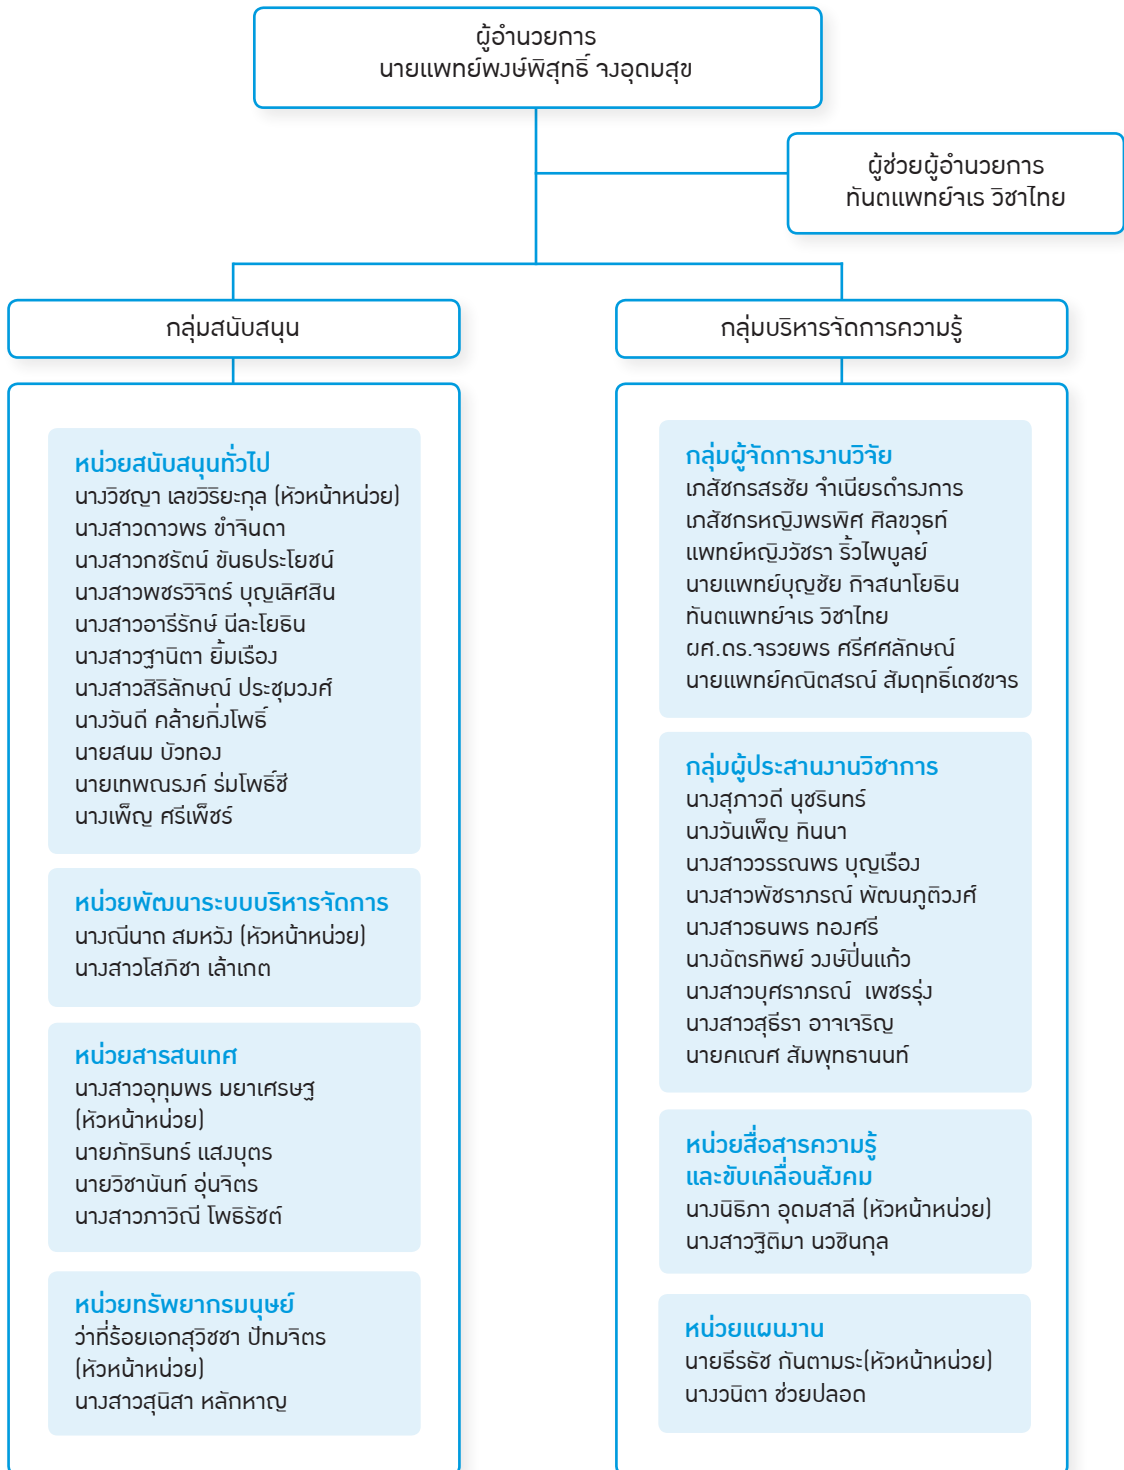 ผู้อำนวยการ
นายแพทย์พงษ์พิสุทธิ์ จงอุดมสุข
ผู้ช่วยผู้อำนวยการ
ทันตแพทย์จเร วิชาไทย
กลุ่มสนับสนุน
หน่วยสนับสนุนทั่วไป
นางวิชญา เลขวิริยะกุล (หัวหน้าหน่วย)
นางสาวดาวพร ขำจินดา
นางสาวกชรัตน์ ขันธประโยชน์
นางสาวพชรวิจิตร์ บุญเลิศสิน
นางสาวอารีรักษ์ นีละโยธิน
นางสาวฐานิตา ยิ้มเรือง
นางสาวสิริลักษณ์ ประชุมวงศ์
นางวันดี คล้ายกิ่งโพธิ์
นายสนม บัวทอง
นายเทพณรงค์ ร่มโพธิ์ชี
นางเพ็ญ ศรีเพ็ชร์
หน่วยพัฒนาระบบบริหารจัดการ
นางณีนาถ สมหวัง (หัวหน้าหน่วย)
นางสาวโสภิชา เล้าเกต
หน่วยสารสนเทศ
นางสาวอุทุมพร มยาเศรษฐ
(หัวหน้าหน่วย)
นายภัทรินทร์ แสงบุตร
นายวิชานันท์ อุ่นจิตร
นางสาวภาวิณี โพธิรัชต์
หน่วยทรัพยากรมนุษย์
ว่าที่ร้อยเอกสุวิชชา ปัทมจิตร
(หัวหน้าหน่วย)
นางสาวสุนิสา หลักหาญ
กลุ่มบริหารจัดการความรู้
กลุ่มผู้จัดการงานวิจัย
เภสัชกรสรชัย จำเนียรดำรงการ
เภสัชกรหญิงพรพิศ ศิลขวุธท์
แพทย์หญิงวัชรา ริ้วไพบูลย์
นายแพทย์บุญชัย กิจสนาโยธิน
ทันตแพทย์จเร วิชาไทย
ผศ.ดร.จรวยพร ศรีศศลักษณ์
นายแพทย์คณิตสรณ์ สัมฤทธิ์เดชขจร
กลุ่มผู้ประสานงานวิชาการ
นางสุภาวดี นุชรินทร์
นางวันเพ็ญ ทินนา
นางสาววรรณพร บุญเรือง
นางสาวพัชราภรณ์ พัฒนภูติวงศ์
นางสาวธนพร ทองศรี
นางฉัตรทิพย์ วงษ์ปิ่นแก้ว
นางสาวบุศราภรณ์ เพชรรุ่ง
นางสาวสุธีรา อาจเจริญ
นายคเณศ สัมพุทธานนท์
หน่วยสื่อสารความรู้
และขับเคลื่อนสังคม
นางนิธิภา อุดมสาลี (หัวหน้าหน่วย)
นางสาวฐิติมา นวชินกุล
หน่วยแผนงาน
นายธีรธัช กันตามระ(หัวหน้าหน่วย)
นางวนิตา ช่วยปลอด